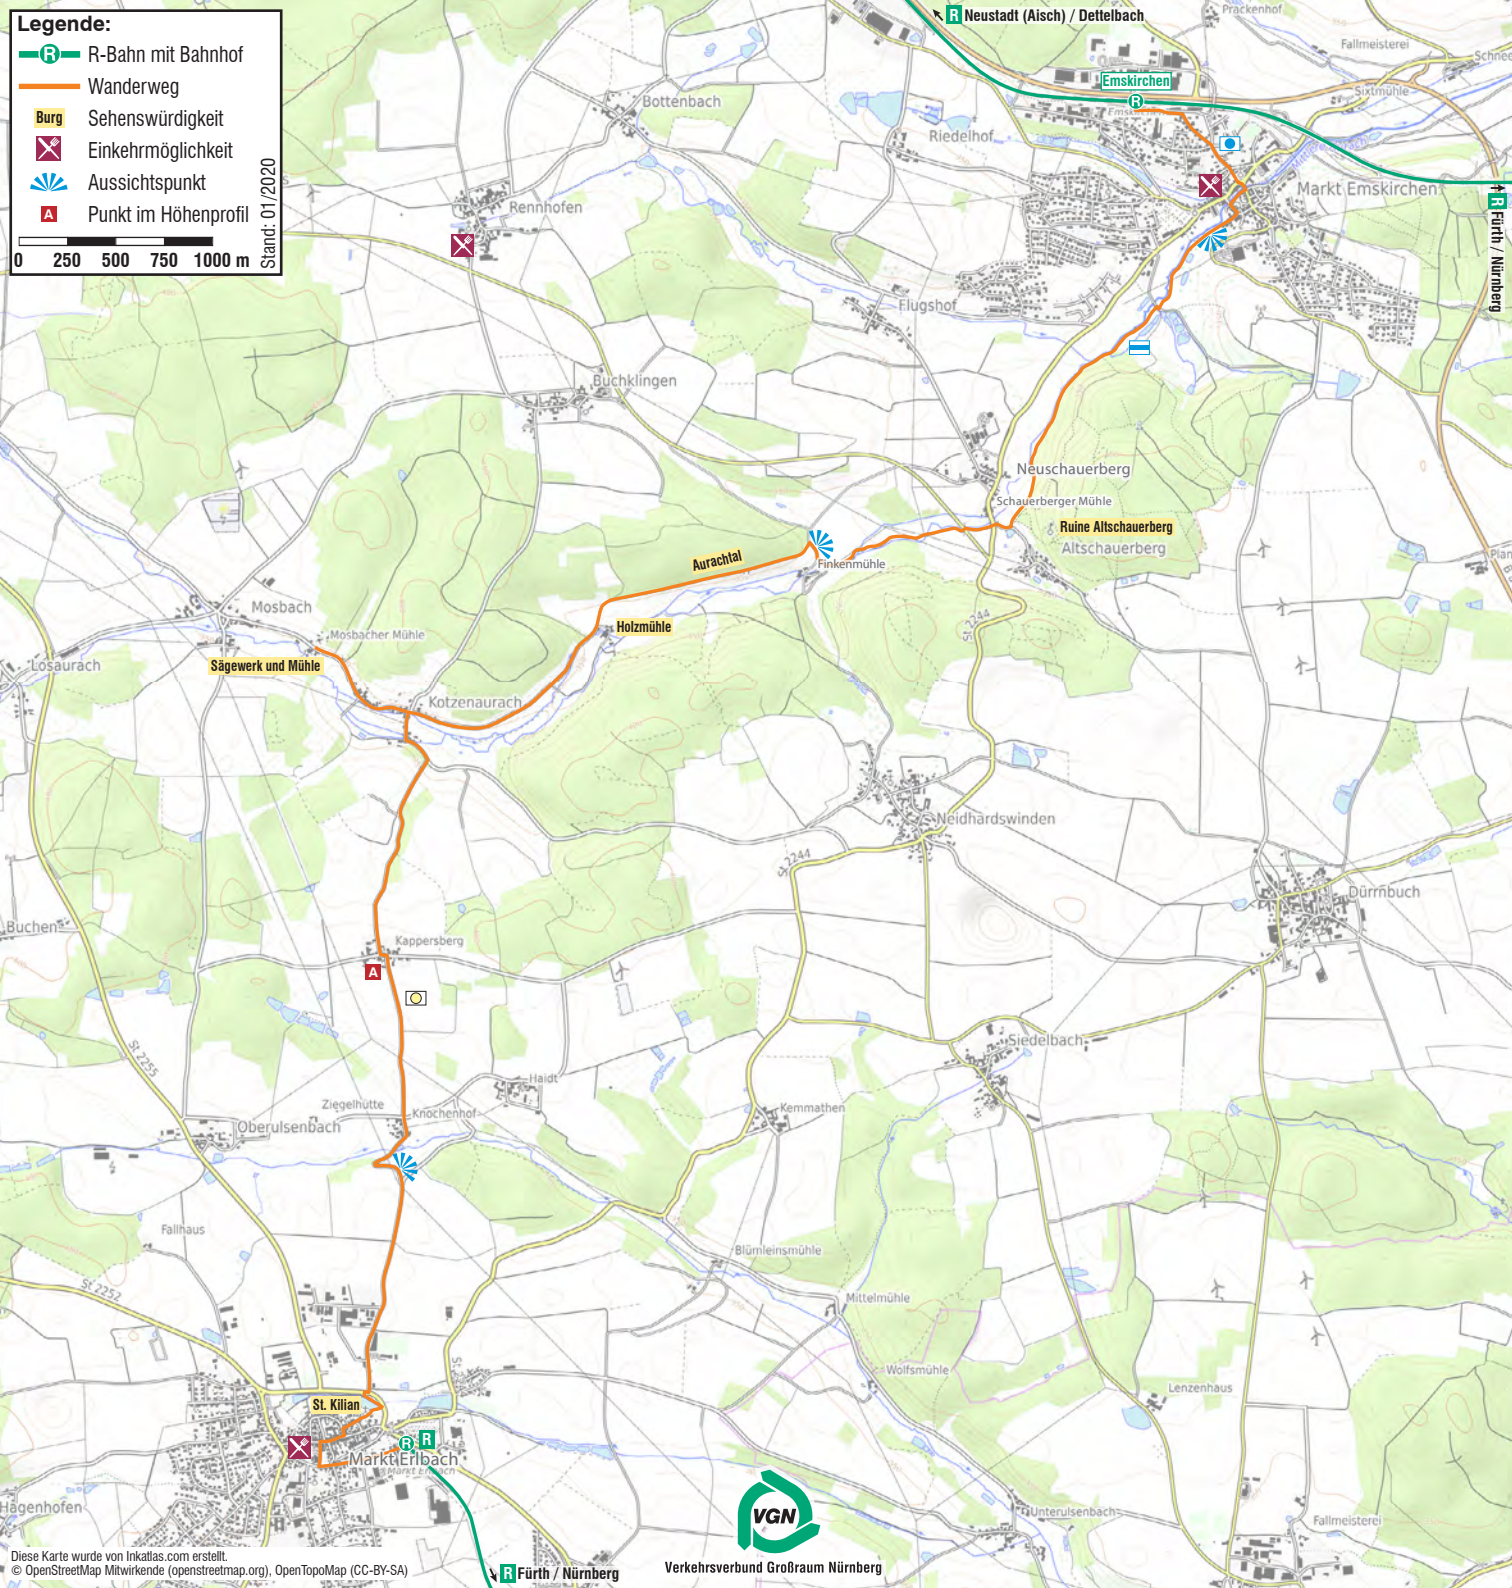 Legende:
R
R-Bahn mit Bahnhof
Wanderweg
Burg
Sehenswürdigkeit
Einkehrmöglichkeit
Aussichtspunkt
A
Punkt im Höhenprofil
0 250 500 750 1000 m
Stand: 01/2020
R Neustadt (Aisch) / Dettelbach
Prackenhof
Fallmeisterei
Schnee
Sixtmühle
Emskirchen
R
Bottenbach
Riedelhof
Markt Emskirchen
R Fürth / Nürnberg
Rennhofen
Flugshof
Buchklingen
Neuschauerberg
Schauerberger Mühle
Ruine Altschauerberg
Altschauerberg
Aurachtal
Finkenmühle
Mosbach
Mosbacher Mühle
Holzmühle
St 2244
Losaurach
Sägewerk und Mühle
Kotzenaurach
Neidhardswinden
St 2244
Dürrnbuch
Buchen
Kappersberg
A
St 2255
Siedelbach
Haidt
Ziegelhütte
Knochenhof
Kemmathen
Oberulsenbach
Fallhaus
Blümleinsmühle
St 2252
Mittelmühle
Wolfsmühle
Lenzenhaus
St. Kilian
R
R
Markt Erlbach
Markt Erlbach
Hagenhofen
VGN
Unterulsenbach
Fallmeisterei
Diese Karte wurde von Inkatlas.com erstellt.
© OpenStreetMap Mitwirkende (openstreetmap.org), OpenTopoMap (CC-BY-SA)
R Fürth / Nürnberg
Verkehrsverbund Großraum Nürnberg